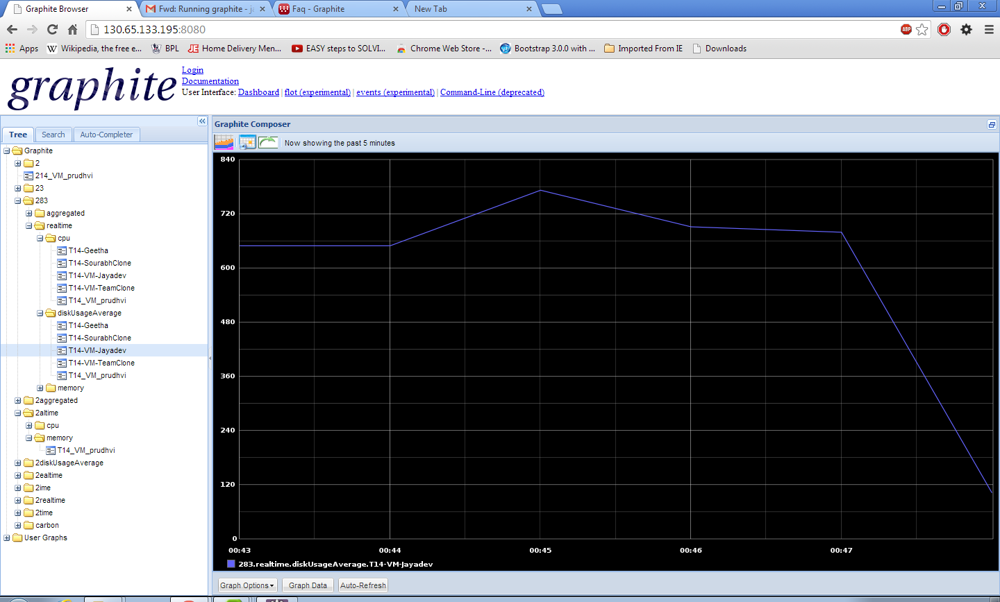 Graphite Browser
Fwd: Running graphite - j
Faq - Graphite
New Tab
130.65.133.195:8080
ABP
Apps
W Wikipedia, the free e...
BPL
JE Home Delivery Men...
EASY steps to SOLVI...
Chrome Web Store -...
Bootstrap 3.0.0 with ...
Imported From IE
Downloads
graphite
Login
Documentation
User Interface: Dashboard | flot (experimental) | events (experimental) | Command-Line (deprecated)
Tree
Search
Auto-Completer
Graphite
2
214_VM_prudhvi
23
283
aggregated
realtime
cpu
T14-Geetha
T14-SourabhClone
T14-VM-Jayadev
T14-VM-TeamClone
T14_VM_prudhvi
diskUsageAverage
T14-Geetha
T14-SourabhClone
T14-VM-Jayadev
T14-VM-TeamClone
T14_VM_prudhvi
memory
2aggregated
2altime
cpu
memory
T14_VM_prudhvi
2diskUsageAverage
2ealtime
2ime
2realtime
2time
carbon
User Graphs
Graphite Composer
Now showing the past 5 minutes
840
720
600
480
360
240
120
0
00:43 00:44 00:45 00:46 00:47
283.realtime.diskUsageAverage.T14-VM-Jayadev
Graph Options
Graph Data
Auto-Refresh